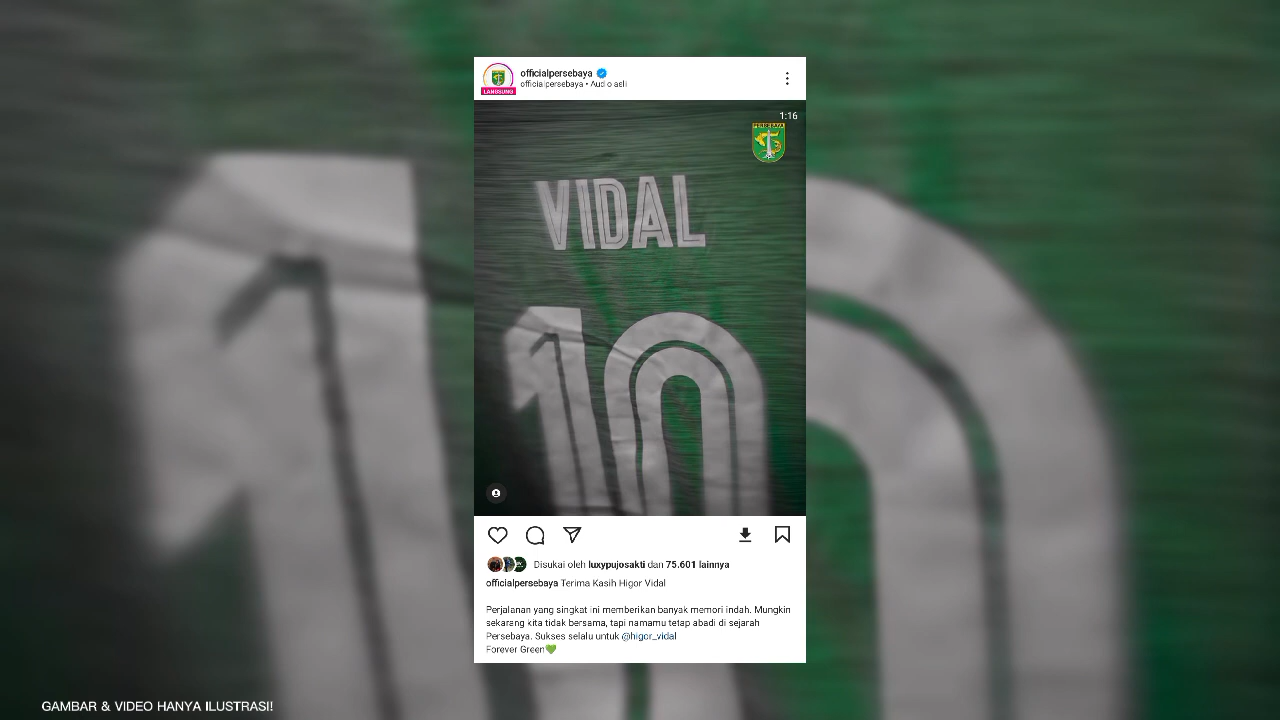 officialpersebaya
officialpersebaya • Audio asli
LANGSUNG
1:16
PERSEBAYA
VIDAL
10
Disukai oleh luxypujosakti dan 75.601 lainnya
officialpersebaya Terima Kasih Higor Vidal
Perjalanan yang singkat ini memberikan banyak memori indah. Mungkin
sekarang kita tidak bersama, tapi namamu tetap abadi di sejarah
Persebaya. Sukses selalu untuk @higor_vidal
Forever Green💚
GAMBAR & VIDEO HANYA ILUSTRASI!